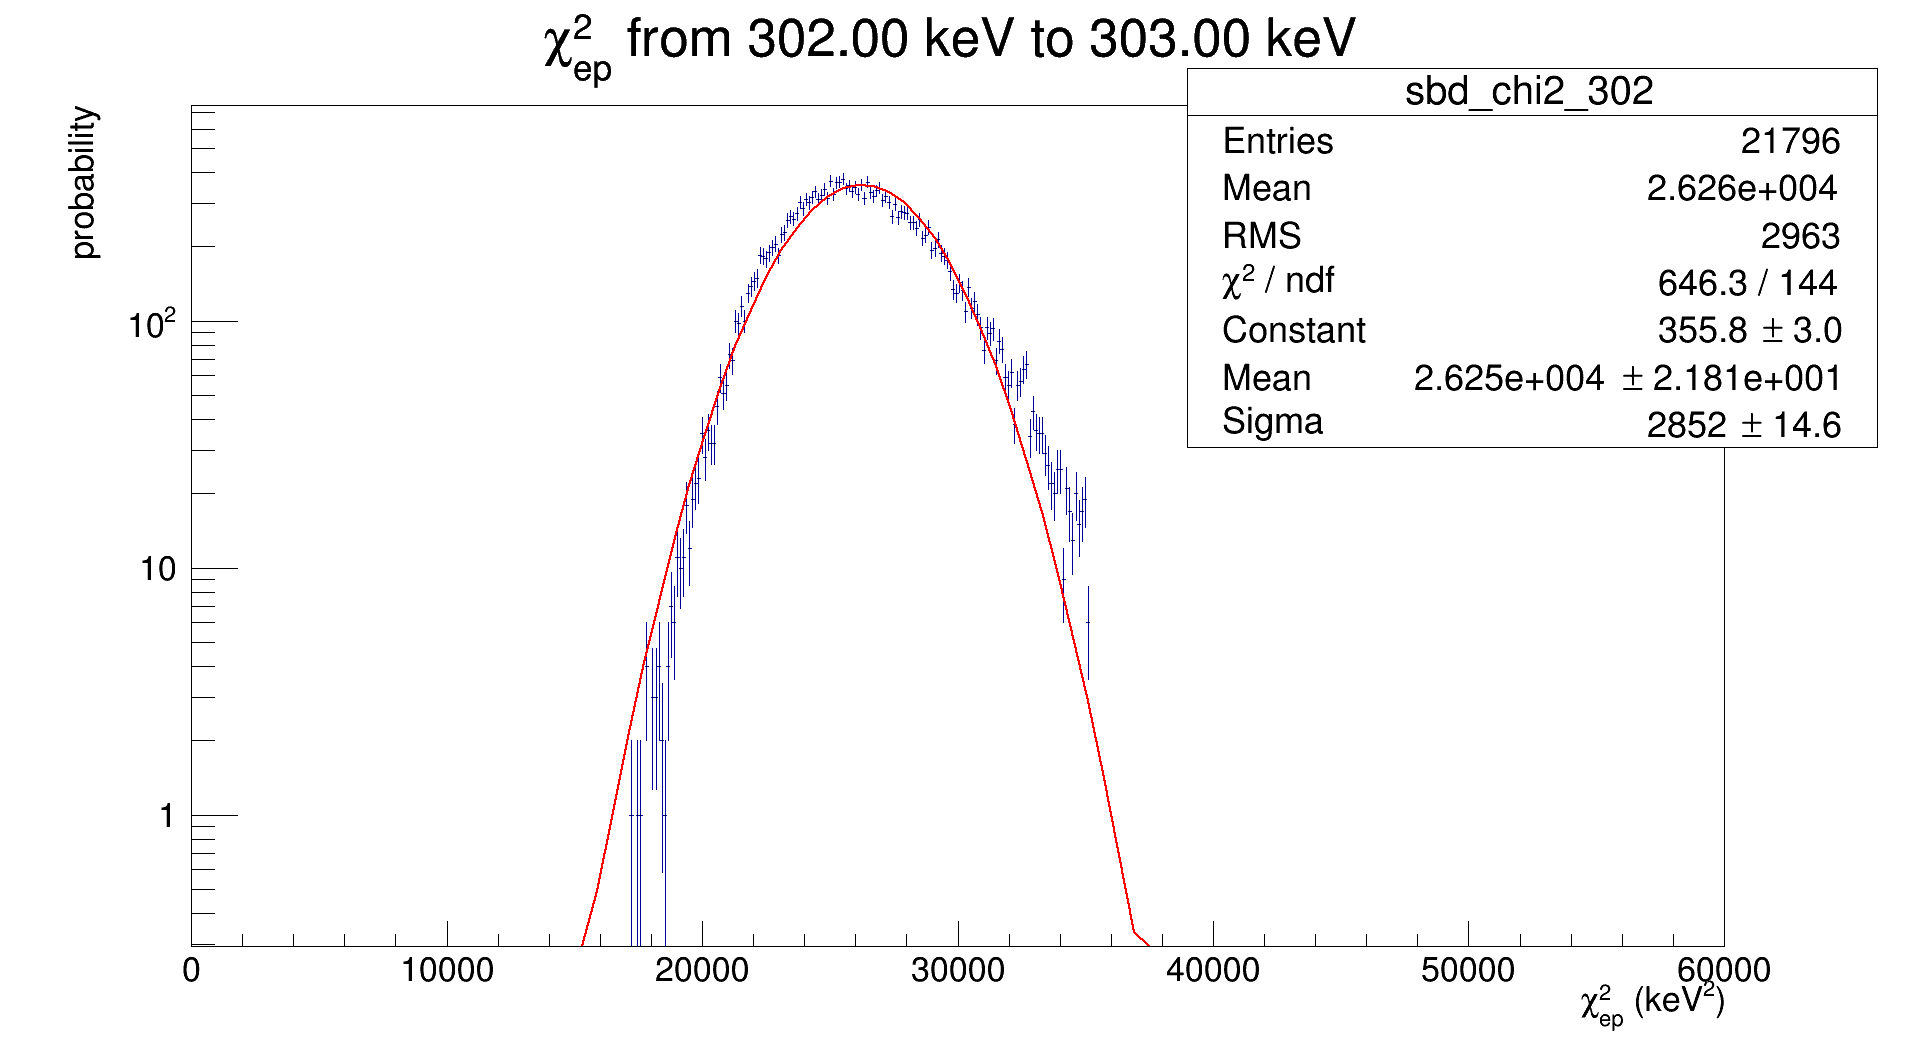 χ²ep from 302.00 keV to 303.00 keV
probability
sbd_chi2_302
Entries 21796
Mean 2.626e+004
RMS 2963
χ² / ndf 646.3 / 144
Constant 355.8 ± 3.0
Mean 2.625e+004 ± 2.181e+001
Sigma 2852 ± 14.6
10²
10
1
0 10000 20000 30000 40000 50000 60000
χ²ep (keV²)